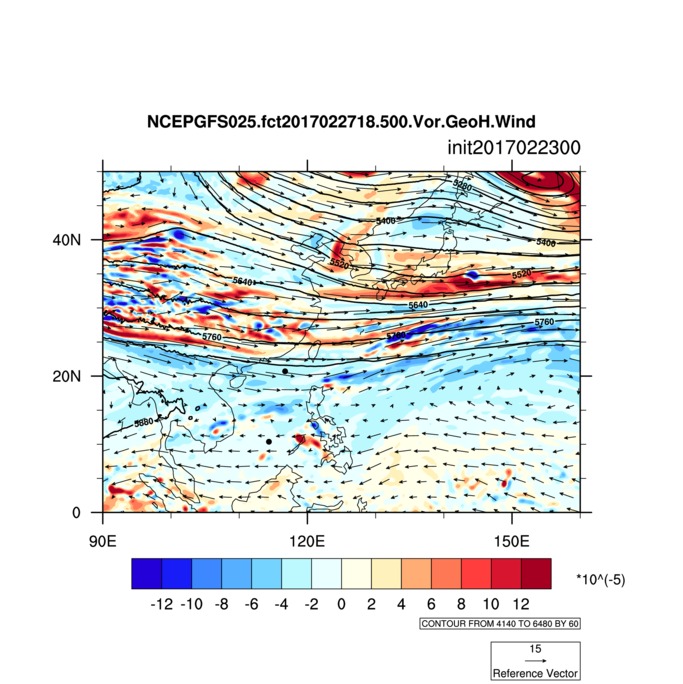 NCEPGFS025.fct2017022718.500.Vor.GeoH.Wind
init2017022300
5280
5400
5400
40N
5520
5520
5640
5640
5760
5760
20N
5880
0
90E 120E 150E
-12 -10 -8 -6 -4 -2 0 2 4 6 8 10 12
*10^(-5)
CONTOUR FROM 4140 TO 6480 BY 60
15
Reference Vector